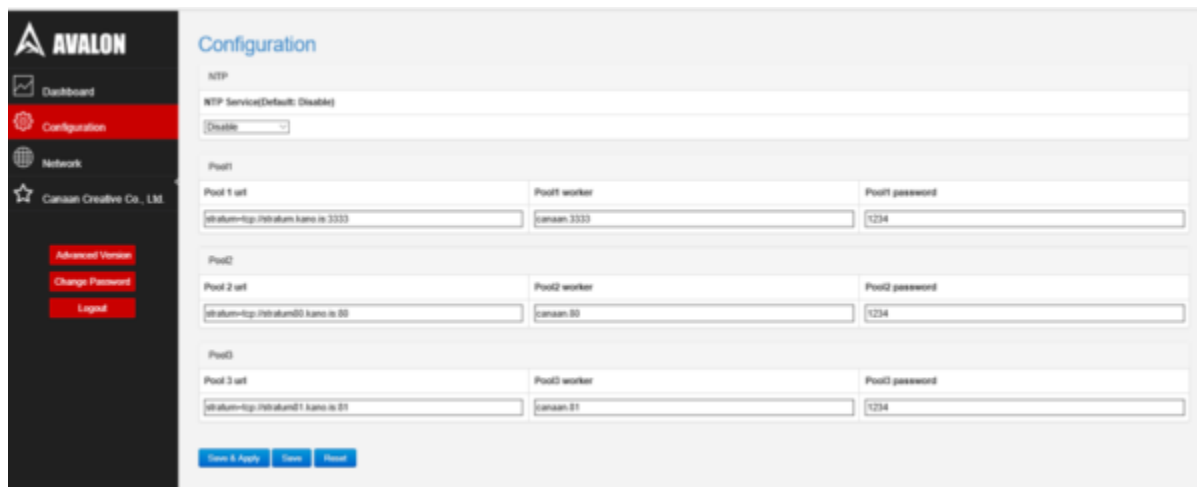 AVALON
Dashboard
Configuration
Network
Canaan Creative Co., Ltd.
Advanced Version
Change Password
Logout
Configuration
NTP
NTP Service(Default: Disable)
Disable
Pool1
Pool 1 url Pool1 worker Pool1 password
stratum+tcp://stratum.kano.is:3333 canaan.3333 1234
Pool2
Pool 2 url Pool2 worker Pool2 password
stratum+tcp://stratum80.kano.is:80 canaan.80 1234
Pool3
Pool 3 url Pool3 worker Pool3 password
stratum+tcp://stratum81.kano.is:81 canaan.81 1234
Save & Apply Save Reset